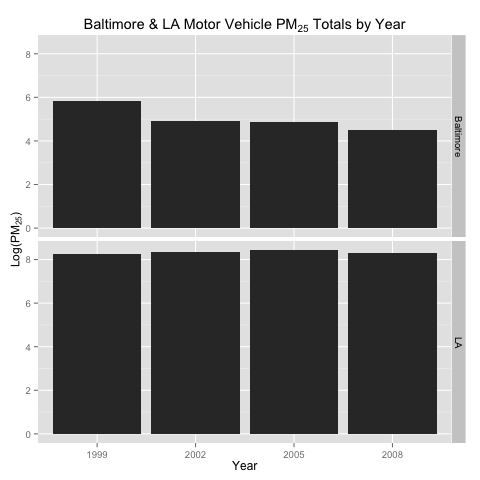 Baltimore & LA Motor Vehicle PM₂₅ Totals by Year
Log(PM₂₅)
8
6
4
2
0
Baltimore
8
6
4
2
0
LA
1999 2002 2005 2008
Year